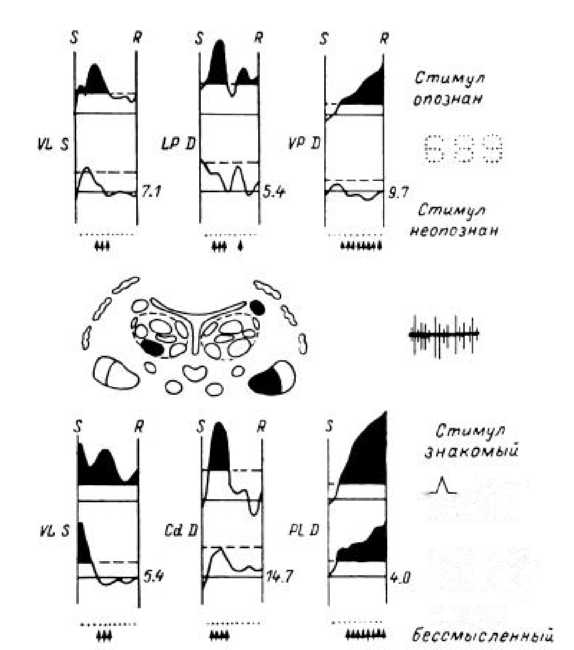 S R S R S R
Стимул
опознан
VL S LP D VP D
689
7.1 5.4 9.7
Стимул
неопознан
S R S R S R
Стимул
знакомый
VL S Cd D PL D
5.4 14.7 4.0
бессмысленный